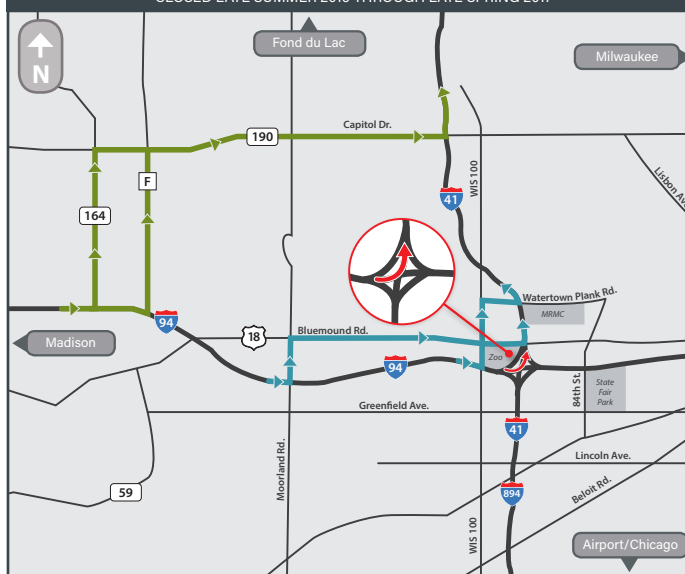 Fond du Lac
Milwaukee
N
Capitol Dr.
190
WIS 100
Lisbon Av
F
164
41
Watertown Plank Rd.
MRMC
94
18
Bluemound Rd.
Madison
Zoo
94
84th St.
State
Fair
Park
Greenfield Ave.
41
Moorland Rd.
Lincoln Ave.
59
894
Beloit Rd.
WIS 100
Airport/Chicago